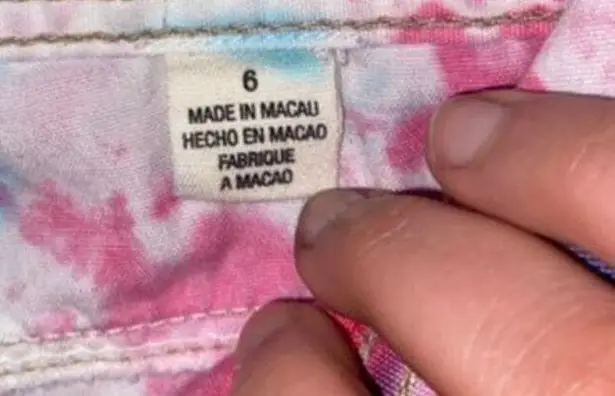 6
MADE IN MACAU
HECHO EN MACAO
FABRIQUE
A MACAO